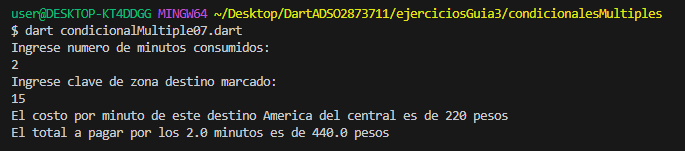 user@DESKTOP-KT4DDGG MINGW64 ~/Desktop/DartADSO2873711/ejerciciosGuia3/condicionalesMultiples
$ dart condicionalMultiple07.dart
Ingrese numero de minutos consumidos:
2
Ingrese clave de zona destino marcado:
15
El costo por minuto de este destino America del central es de 220 pesos
El total a pagar por los 2.0 minutos es de 440.0 pesos